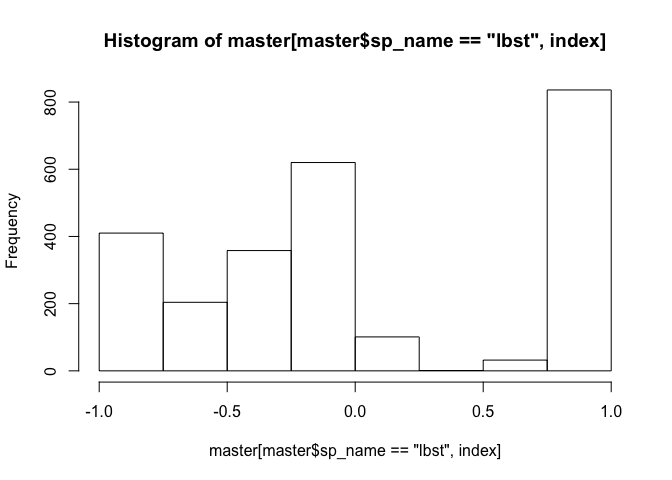 Histogram of master[master$sp_name == "lbst", index]
Frequency
800
600
400
200
0
-1.0 -0.5 0.0 0.5 1.0
master[master$sp_name == "lbst", index]